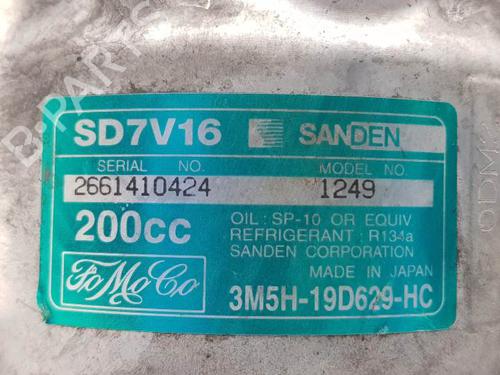 SD7V16 SANDEN
SERIAL NO. MODEL NO
2661410424 1249
200cc
OIL : SP-10 OR EQUIV
REFRIGERANT : R134a
SANDEN CORPORATION
MADE IN JAPAN
FoMoCo
3M5H-19D629-HC
B-PARTS